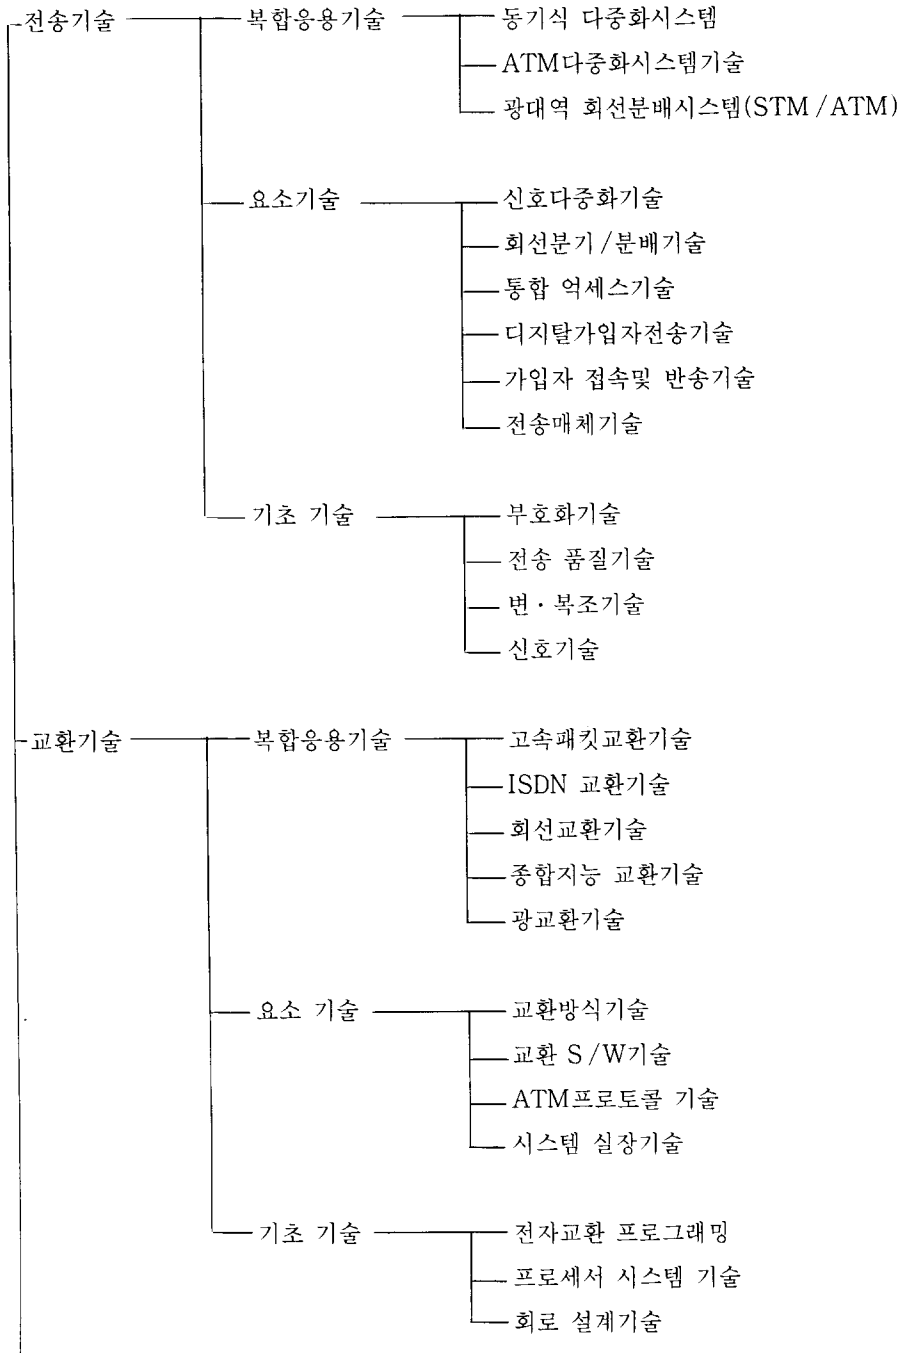 전송기술 복합응용기술 동기식 다중화시스템
ATM다중화시스템기술
광대역 회선분배시스템(STM/ATM)
요소기술 신호다중화기술
회선분기/분배기술
통합 억세스기술
디지탈가입자전송기술
가입자 접속및 반송기술
전송매체기술
기초 기술 부호화기술
전송 품질기술
변·복조기술
신호기술
교환기술 복합응용기술 고속패킷교환기술
ISDN 교환기술
회선교환기술
종합지능 교환기술
광교환기술
요소 기술 교환방식기술
교환 S/W기술
ATM프로토콜 기술
시스템 실장기술
기초 기술 전자교환 프로그래밍
프로세서 시스템 기술
회로 설계기술